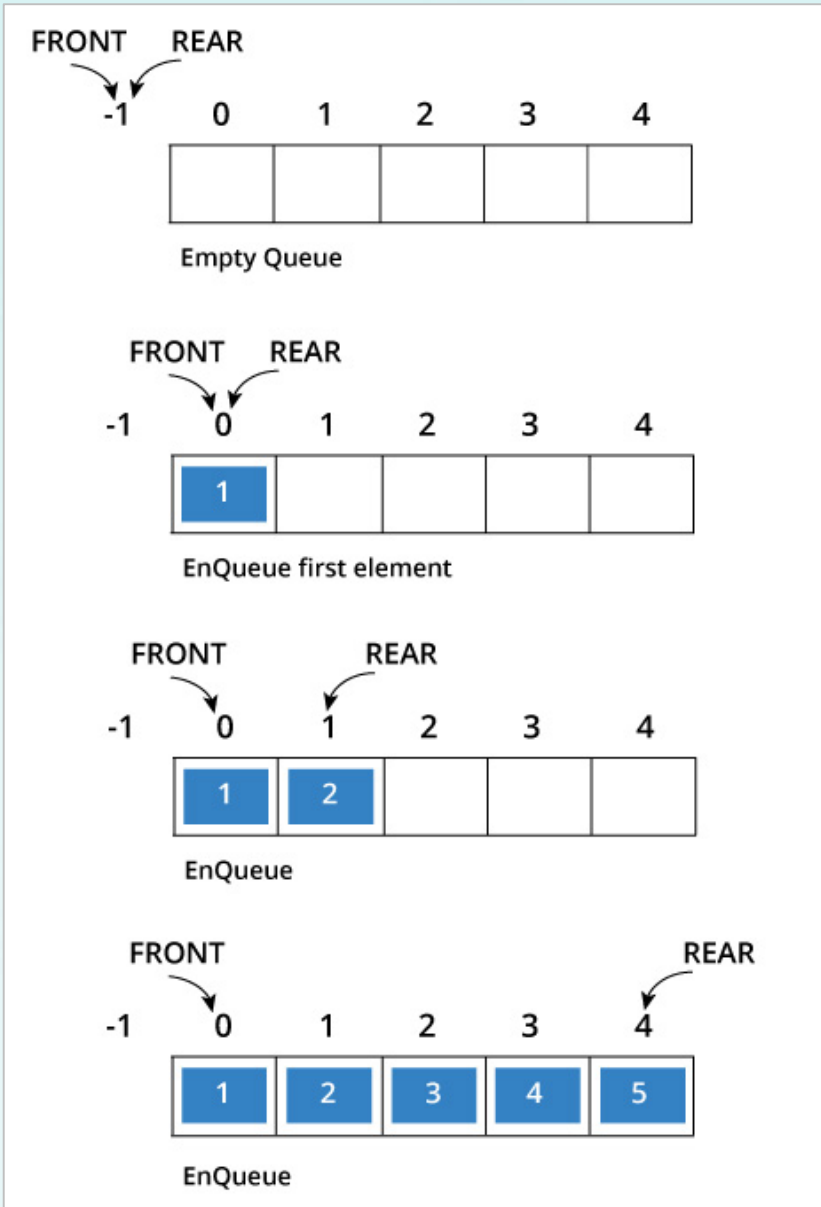 FRONT REAR
-1 0 1 2 3 4
Empty Queue
FRONT REAR
-1 0 1 2 3 4
1
EnQueue first element
FRONT REAR
-1 0 1 2 3 4
1 2
EnQueue
FRONT REAR
-1 0 1 2 3 4
1 2 3 4 5
EnQueue